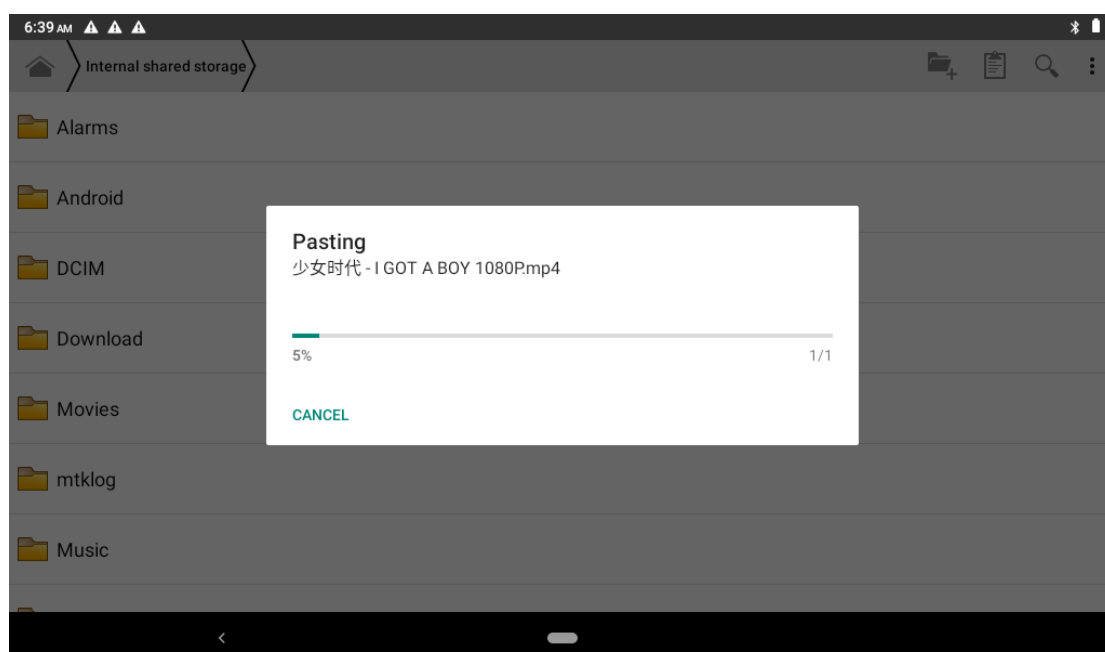 6:39 AM
Internal shared storage
Alarms
Android
DCIM
Download
Movies
mtklog
Music
Pasting
少女时代 - I GOT A BOY 1080P.mp4
5% 1/1
CANCEL